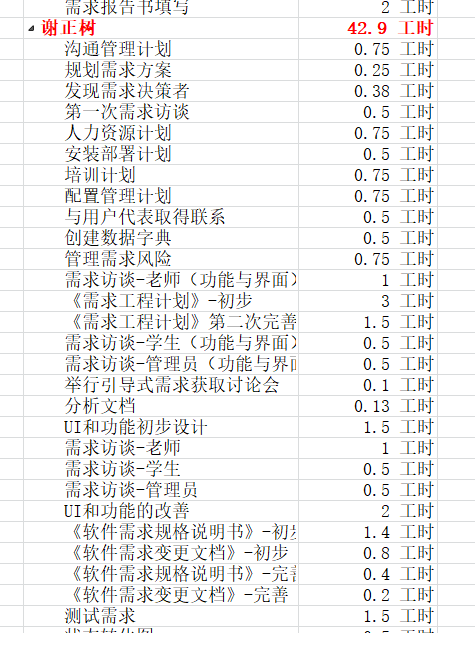 需求报告书填写 2 工时
谢正树 42.9 工时
沟通管理计划 0.75 工时
规划需求方案 0.25 工时
发现需求决策者 0.38 工时
第一次需求访谈 0.5 工时
人力资源计划 0.75 工时
安装部署计划 0.5 工时
培训计划 0.75 工时
配置管理计划 0.75 工时
与用户代表取得联系 0.5 工时
创建数据字典 0.5 工时
管理需求风险 0.75 工时
需求访谈-老师（功能与界面） 1 工时
《需求工程计划》-初步 3 工时
《需求工程计划》第二次完善 1.5 工时
需求访谈-学生（功能与界面） 0.5 工时
需求访谈-管理员（功能与界面 0.5 工时
举行引导式需求获取讨论会 0.1 工时
分析文档 0.13 工时
UI和功能初步设计 1.5 工时
需求访谈-老师 1 工时
需求访谈-学生 0.5 工时
需求访谈-管理员 0.5 工时
UI和功能的改善 2 工时
《软件需求规格说明书》-初步 1.4 工时
《软件需求变更文档》-初步 0.8 工时
《软件需求规格说明书》-完善 0.4 工时
《软件需求变更文档》-完善 0.2 工时
测试需求 1.5 工时